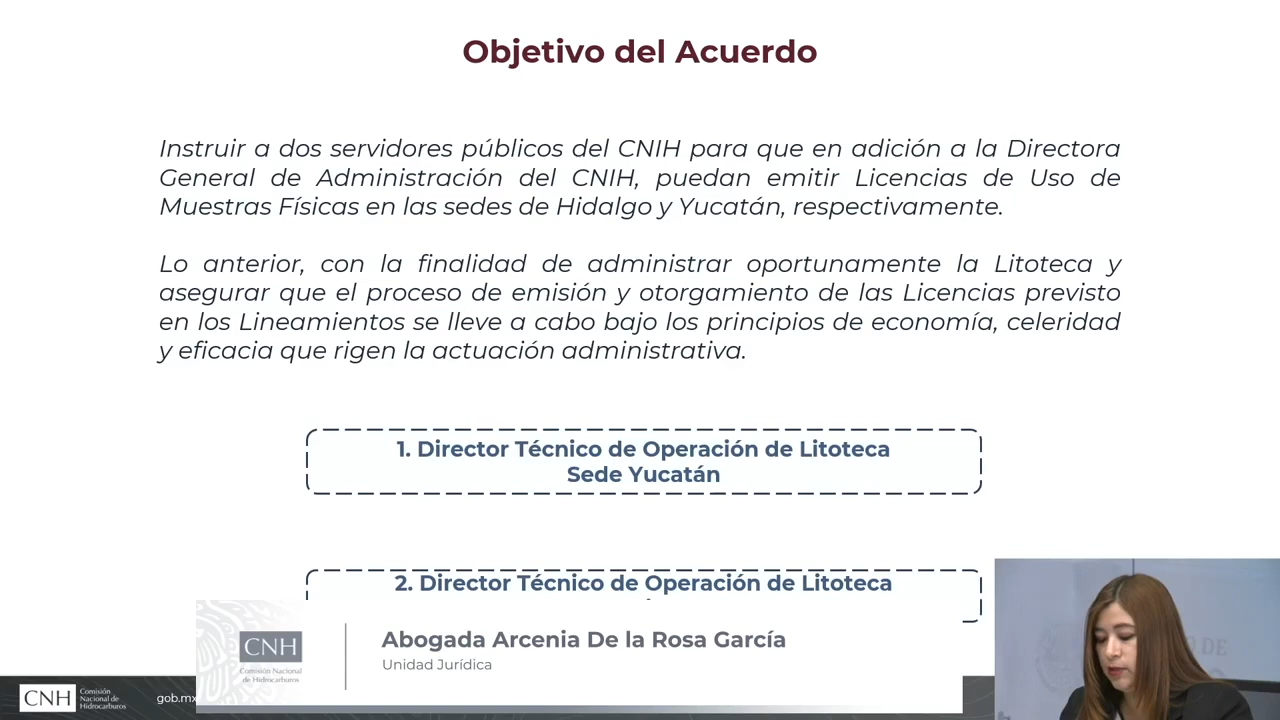 Objetivo del Acuerdo
Instruir a dos servidores públicos del CNIH para que en adición a la Directora
General de Administración del CNIH, puedan emitir Licencias de Uso de
Muestras Físicas en las sedes de Hidalgo y Yucatán, respectivamente.
Lo anterior, con la finalidad de administrar oportunamente la Litoteca y
asegurar que el proceso de emisión y otorgamiento de las Licencias previsto
en los Lineamientos se lleve a cabo bajo los principios de economía, celeridad
y eficacia que rigen la actuación administrativa.
1. Director Técnico de Operación de Litoteca
Sede Yucatán
2. Director Técnico de Operación de Litoteca
CNH
Comisión Nacional
de Hidrocarburos
Abogada Arcenia De la Rosa García
Unidad Jurídica
CNH
Comisión
Nacional de
Hidrocarburos
gob.mx